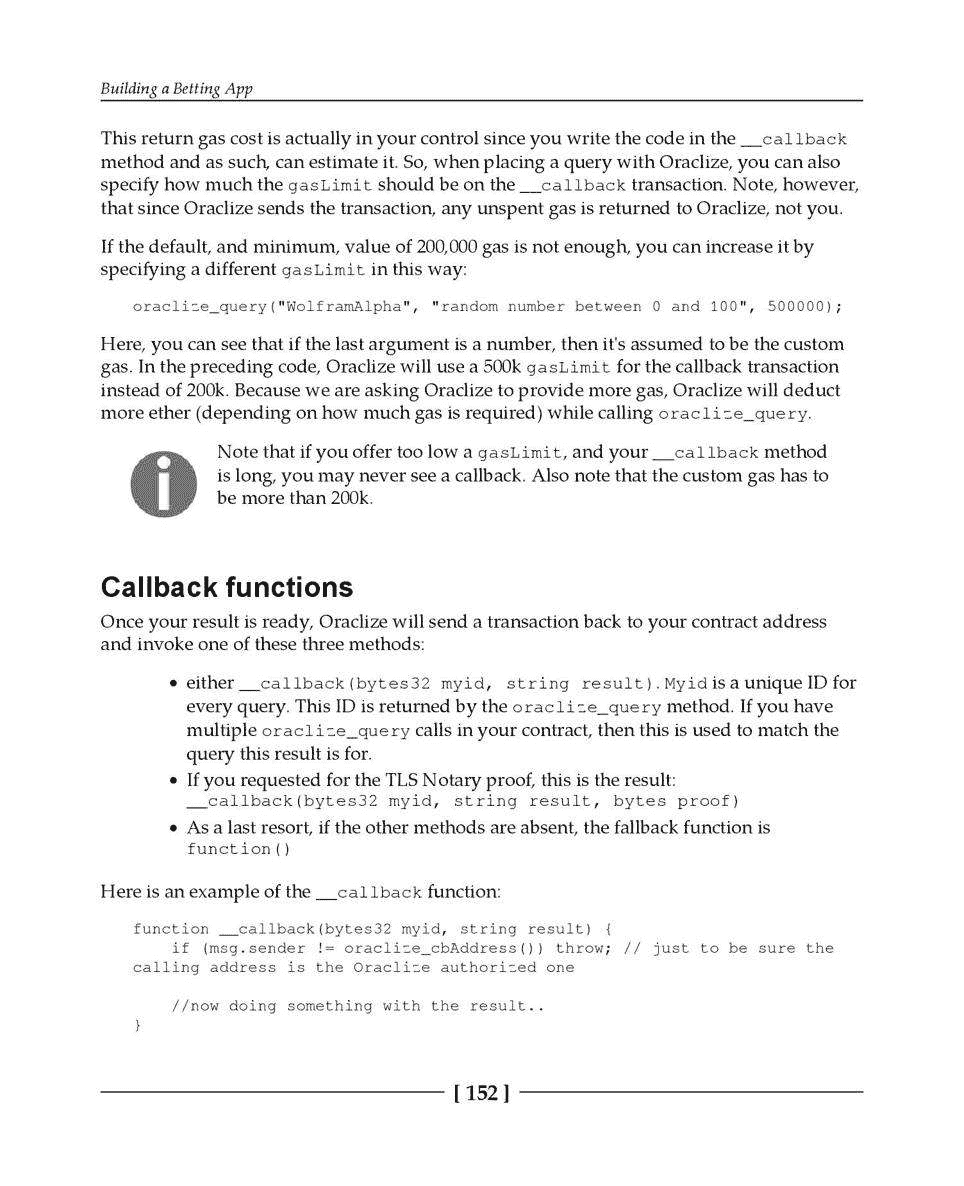 Building a Betting App
This return gas cost is actually in your control since you write the code in the __callback
method and as such, can estimate it. So, when placing a query with Oraclize, you can also
specify how much the gasLimit should be on the __callback transaction. Note, however,
that since Oraclize sends the transaction, any unspent gas is returned to Oraclize, not you.
If the default, and minimum, value of 200,000 gas is not enough, you can increase it by
specifying a different gasLimit in this way:
oraclize_query("WolframAlpha", "random number between 0 and 100", 500000);
Here, you can see that if the last argument is a number, then it's assumed to be the custom
gas. In the preceding code, Oraclize will use a 500k gasLimit for the callback transaction
instead of 200k. Because we are asking Oraclize to provide more gas, Oraclize will deduct
more ether (depending on how much gas is required) while calling oraclize_query.
Note that if you offer too low a gasLimit, and your __callback method
is long, you may never see a callback. Also note that the custom gas has to
be more than 200k.
Callback functions
Once your result is ready, Oraclize will send a transaction back to your contract address
and invoke one of these three methods:
• either __callback(bytes32 myid, string result). Myid is a unique ID for
every query. This ID is returned by the oraclize_query method. If you have
multiple oraclize_query calls in your contract, then this is used to match the
query this result is for.
• If you requested for the TLS Notary proof, this is the result:
__callback(bytes32 myid, string result, bytes proof)
• As a last resort, if the other methods are absent, the fallback function is
function()
Here is an example of the __callback function:
function __callback(bytes32 myid, string result) {
if (msg.sender != oraclize_cbAddress()) throw; // just to be sure the
calling address is the Oraclize authorized one
//now doing something with the result..
}
[ 152 ]